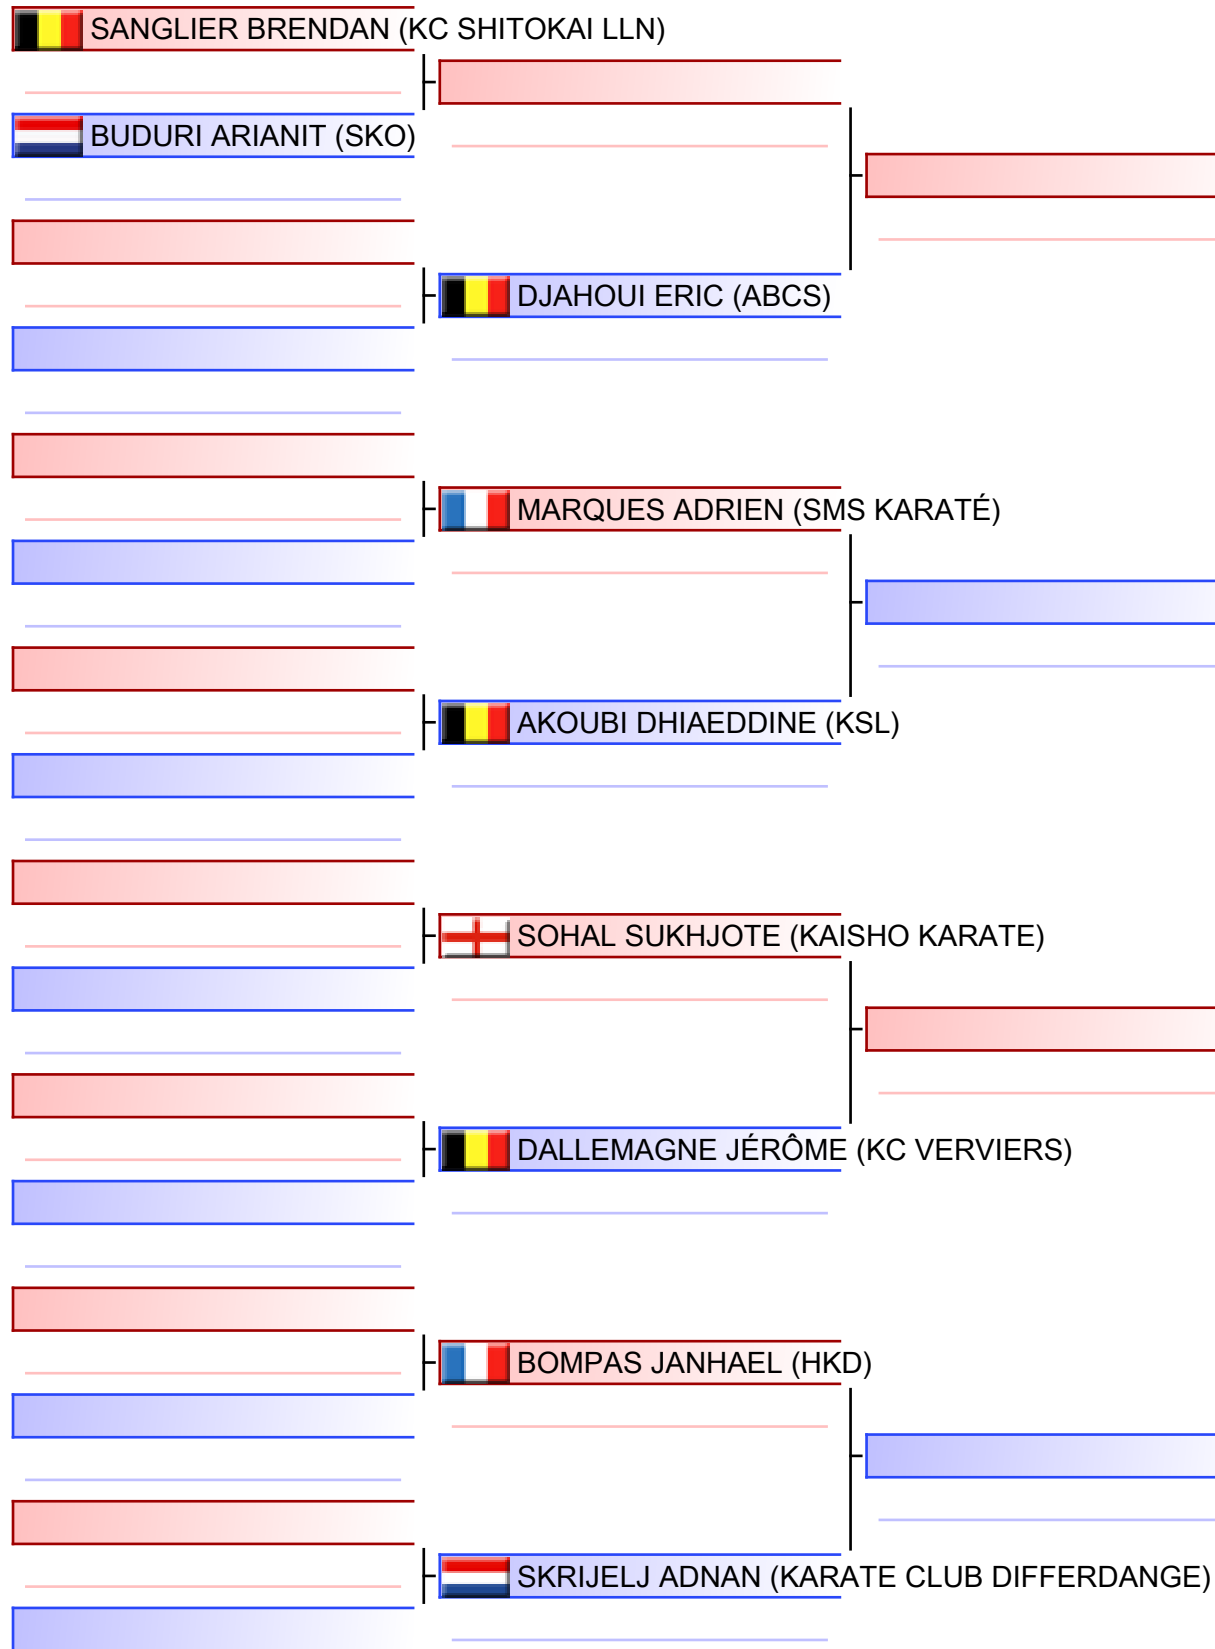 SANGLIER BRENDAN (KC SHITOKAI LLN)
BUDURI ARIANIT (SKO)
DJAHOUI ERIC (ABCS)
MARQUES ADRIEN (SMS KARATÉ)
AKOUBI DHIAEDDINE (KSL)
SOHAL SUKHJOTE (KAISHO KARATE)
DALLEMAGNE JÉRÔME (KC VERVIERS)
BOMPAS JANHAEL (HKD)
SKRIJELJ ADNAN (KARATE CLUB DIFFERDANGE)